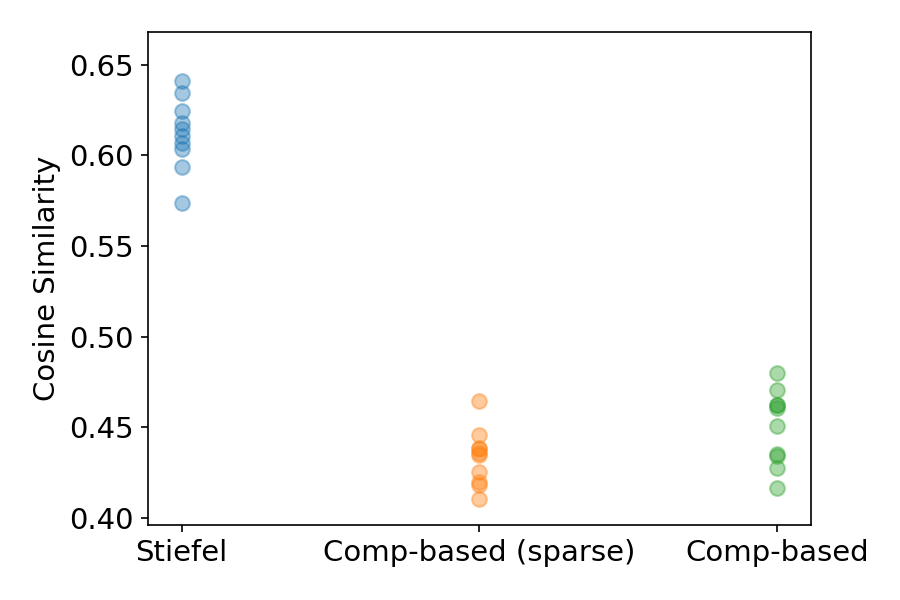 Cosine Similarity
0.65
0.60
0.55
0.50
0.45
0.40
Stiefel
Comp-based (sparse)
Comp-based